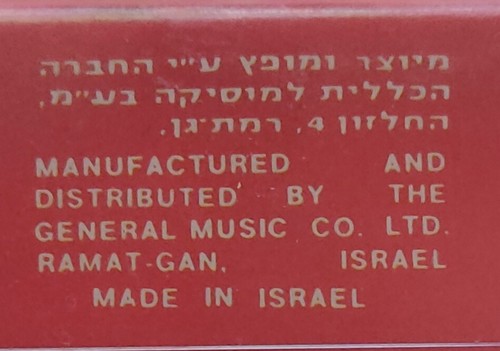 מיוצר ומופץ ע״י החברה
הכללית למוסיקה בע״מ,
החלזון 4, רמת־גן.
MANUFACTURED AND
DISTRIBUTED BY THE
GENERAL MUSIC CO. LTD.
RAMAT-GAN, ISRAEL
MADE IN ISRAEL